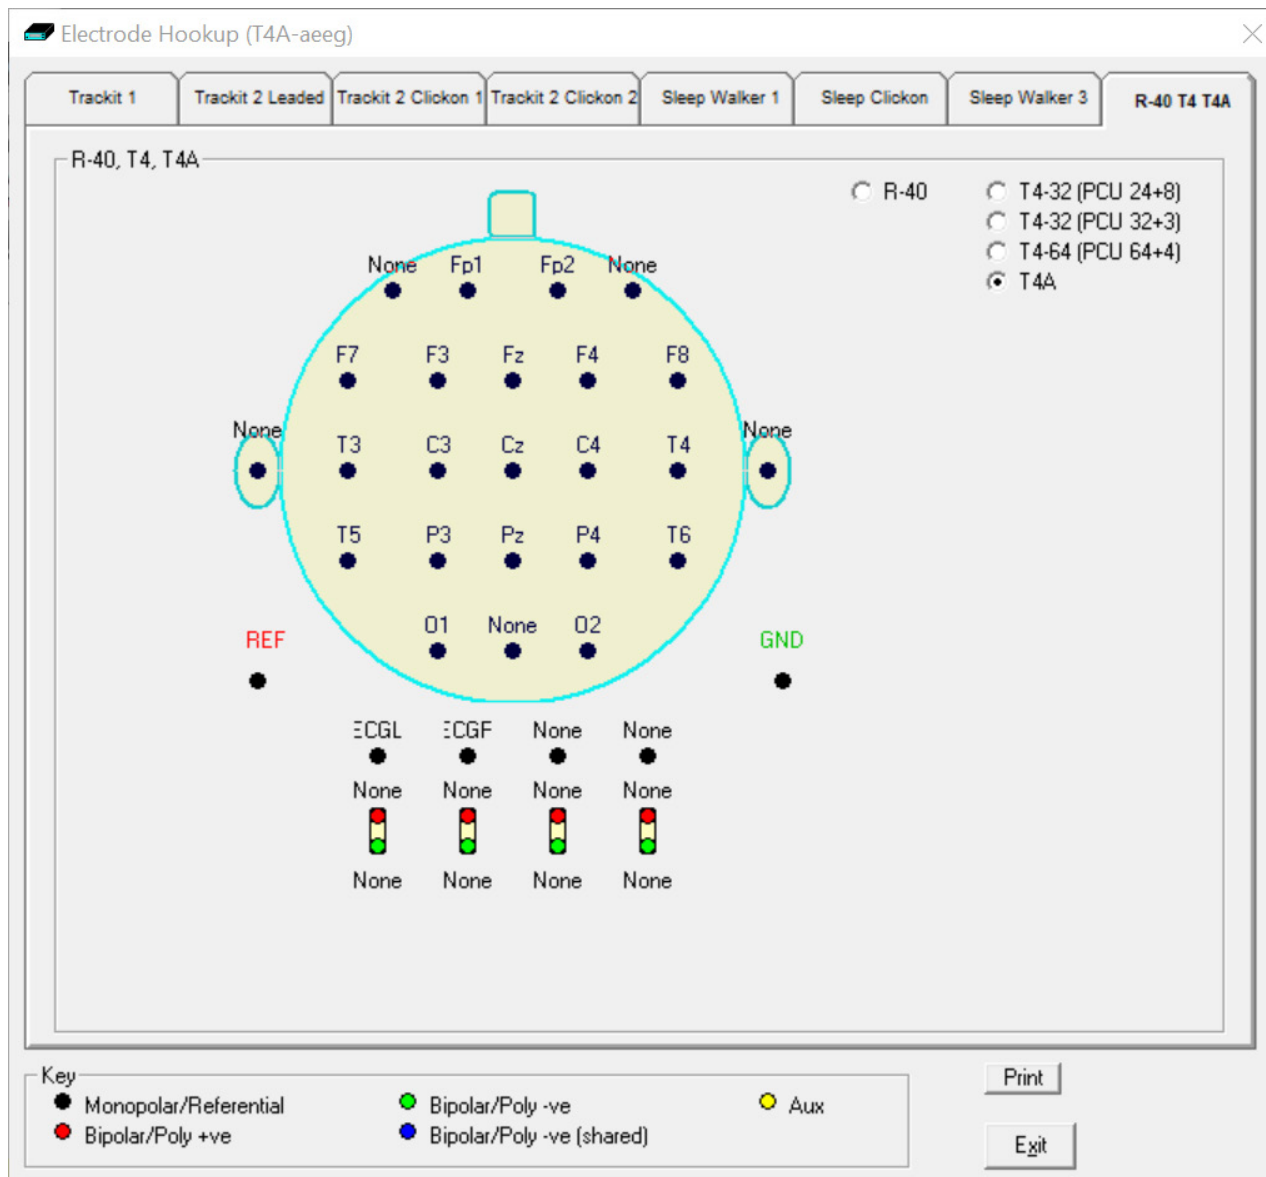 Electrode Hookup (T4A-aeeg)
Trackit 1 Trackit 2 Leaded Trackit 2 Clickon 1 Trackit 2 Clickon 2 Sleep Walker 1 Sleep Clickon Sleep Walker 3 R-40 T4 T4A
R-40, T4, T4A
R-40 T4-32 (PCU 24+8)
T4-32 (PCU 32+3)
T4-64 (PCU 64+4)
T4A
None Fp1 Fp2 None
F7 F3 Fz F4 F8
None None
T3 C3 Cz C4 T4
T5 P3 Pz P4 T6
O1 None O2
REF GND
ECGL ECGF None None
None None None None
None None None None
Key
Monopolar/Referential Bipolar/Poly -ve Aux
Bipolar/Poly +ve Bipolar/Poly -ve (shared)
Print
Exit